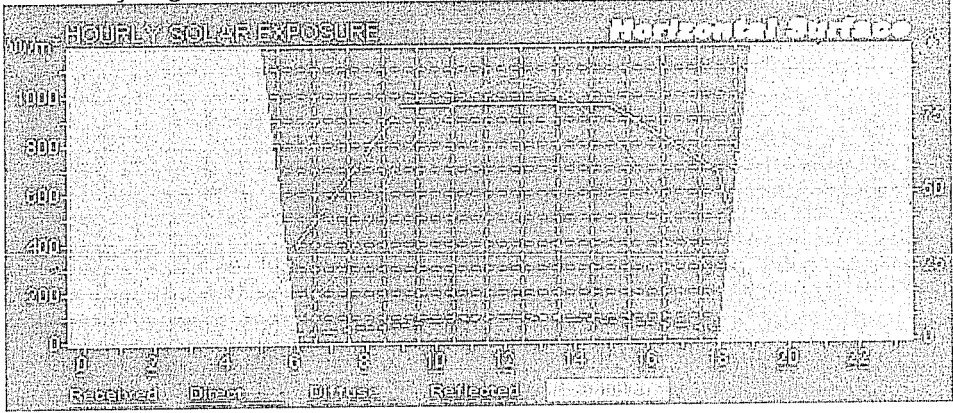 HOURLY SOLAR EXPOSURE Horizontal Surface
W/m
1000
800
600
400
200
0
75
50
25
0
0 2 4 6 8 10 12 14 16 18 20 22
Received Direct Diffuse Reflected